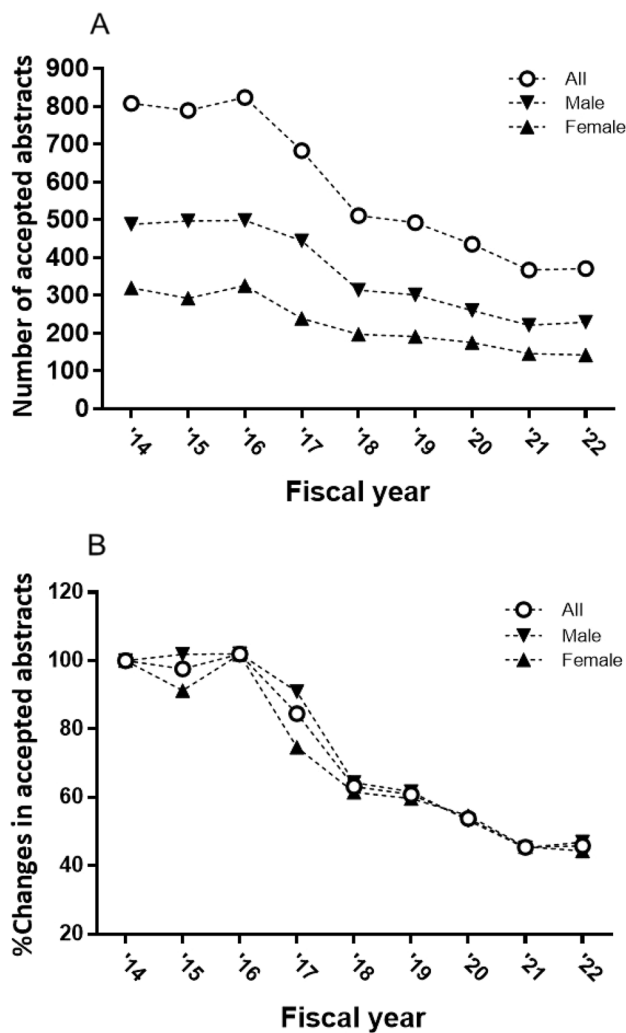 A
Number of accepted abstracts
900
800
700
600
500
400
300
200
100
0
All
Male
Female
'14
'15
'16
'17
'18
'19
'20
'21
'22
Fiscal year
B
%Changes in accepted abstracts
120
100
80
60
40
20
All
Male
Female
'14
'15
'16
'17
'18
'19
'20
'21
'22
Fiscal year